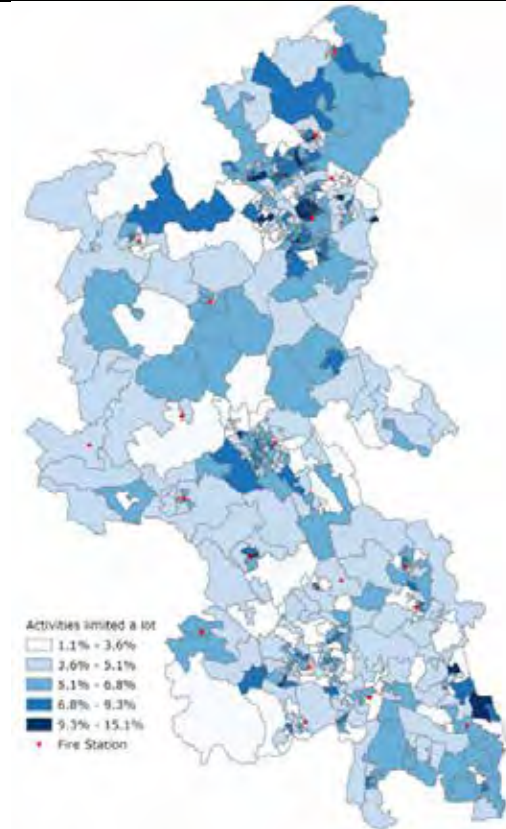 Activities limited a lot
1.1% - 3.6%
3.6% - 5.1%
5.1% - 6.8%
6.8% - 9.3%
9.3% - 15.1%
Fire Station